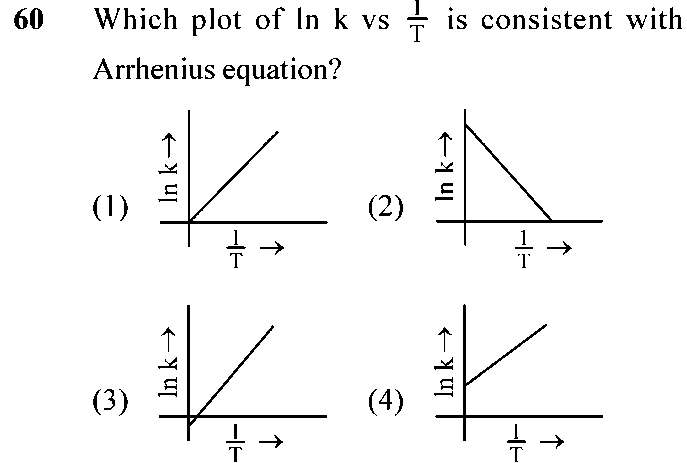 60 Which plot of ln k vs 1/T is consistent with
Arrhenius equation?
(1) ln k → 1/T →
(2) ln k → 1/T →
(3) ln k → 1/T →
(4) ln k → 1/T →